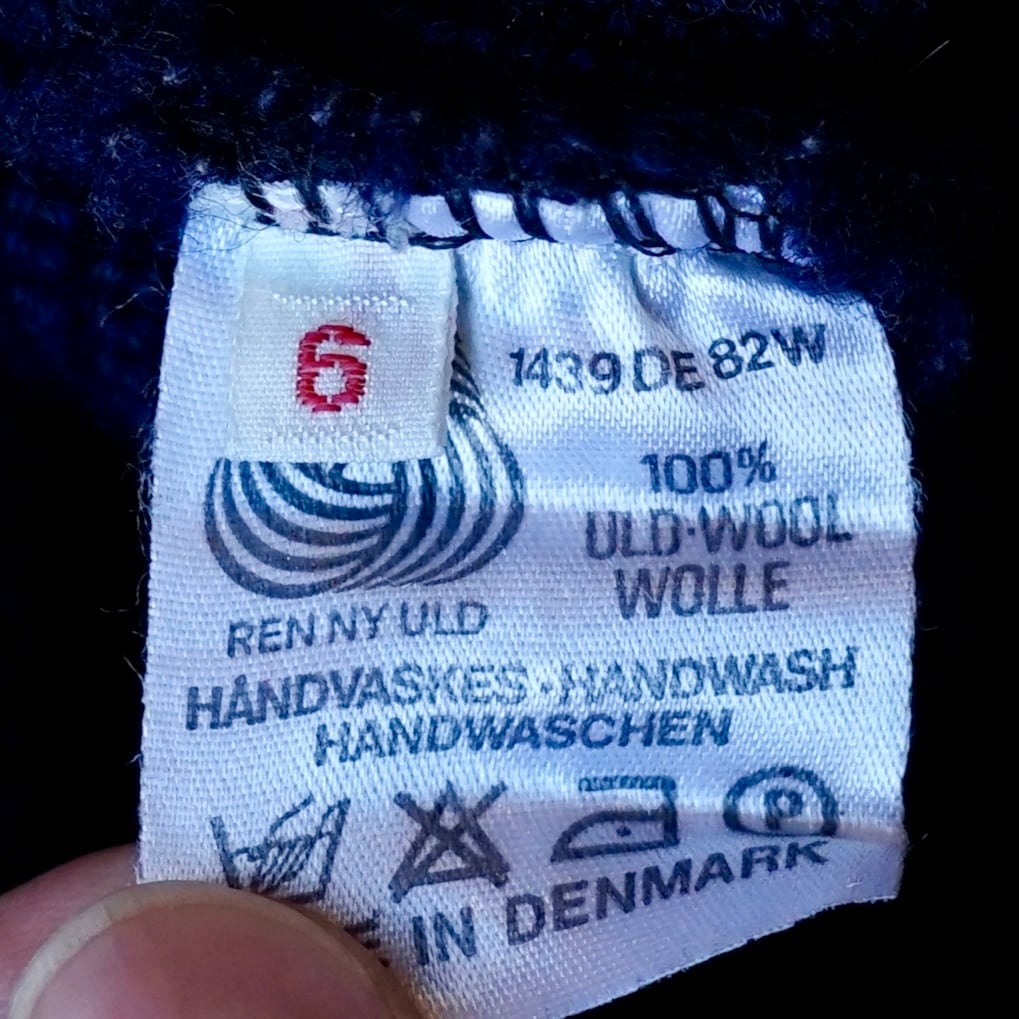 6
1439 DE 82W
100%
ULD·WOOL
WOLLE
REN NY ULD
HÅNDVASKES·HANDWASH
HANDWASCHEN
P
IN DENMARK